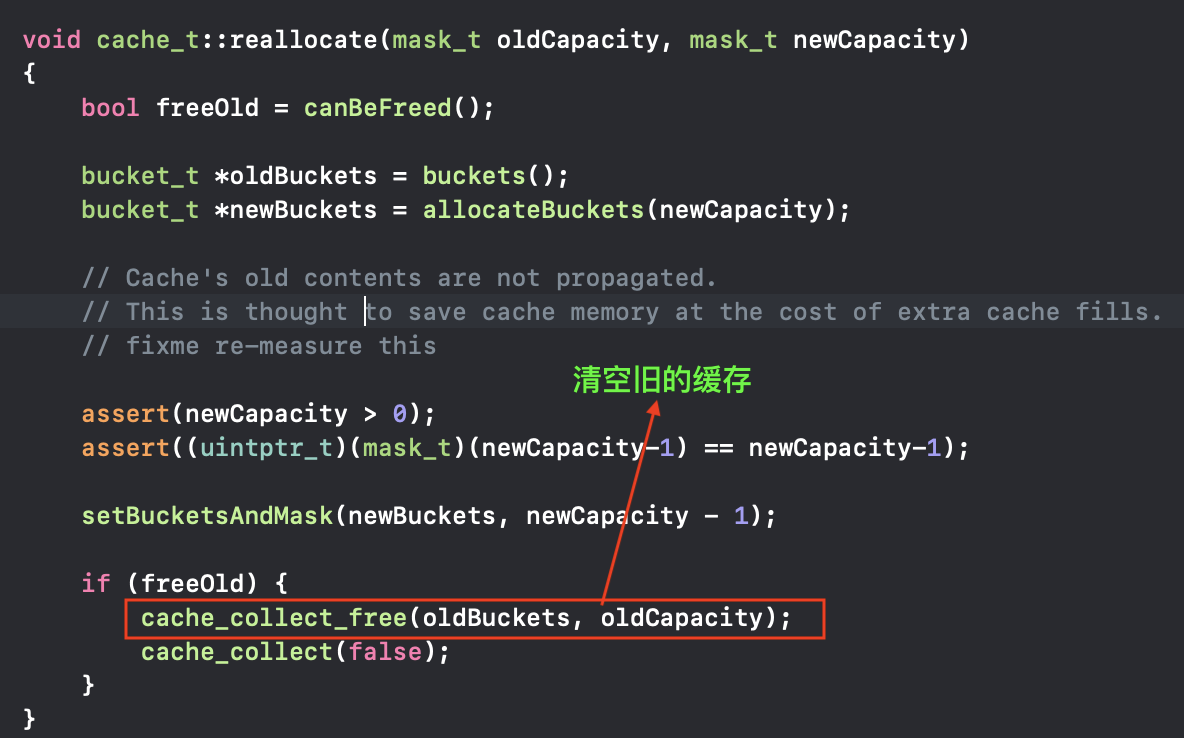 void cache_t::reallocate(mask_t oldCapacity, mask_t newCapacity)
{
    bool freeOld = canBeFreed();
    bucket_t *oldBuckets = buckets();
    bucket_t *newBuckets = allocateBuckets(newCapacity);
    // Cache's old contents are not propagated.
    // This is thought to save cache memory at the cost of extra cache fills.
    // fixme re-measure this
清空旧的缓存
    assert(newCapacity > 0);
    assert((uintptr_t)(mask_t)(newCapacity-1) == newCapacity-1);
    setBucketsAndMask(newBuckets, newCapacity - 1);
    if (freeOld) {
        cache_collect_free(oldBuckets, oldCapacity);
        cache_collect(false);
    }
}